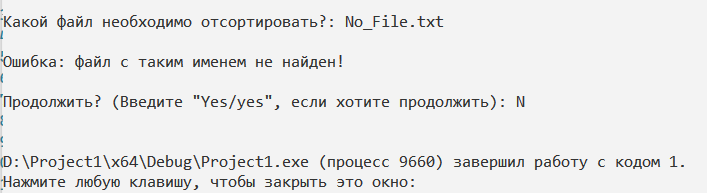 Какой файл необходимо отсортировать?: No_File.txt
Ошибка: файл с таким именем не найден!
Продолжить? (Введите "Yes/yes", если хотите продолжить): N
D:\Project1\x64\Debug\Project1.exe (процесс 9660) завершил работу с кодом 1.
Нажмите любую клавишу, чтобы закрыть это окно: